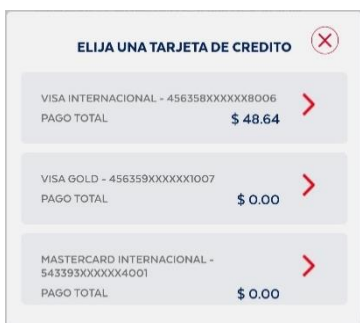 ELIJA UNA TARJETA DE CREDITO
VISA INTERNACIONAL - 456358XXXXXX8006
PAGO TOTAL $ 48.64
VISA GOLD - 456359XXXXXX1007
PAGO TOTAL $ 0.00
MASTERCARD INTERNACIONAL -
543393XXXXXX4001
PAGO TOTAL $ 0.00